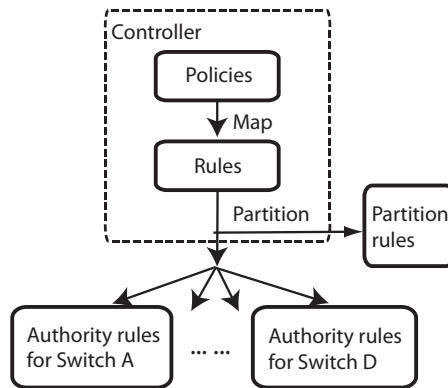 Controller
Policies
Map
Rules
Partition
Partition
rules
Authority rules
for Switch A
... ...
Authority rules
for Switch D